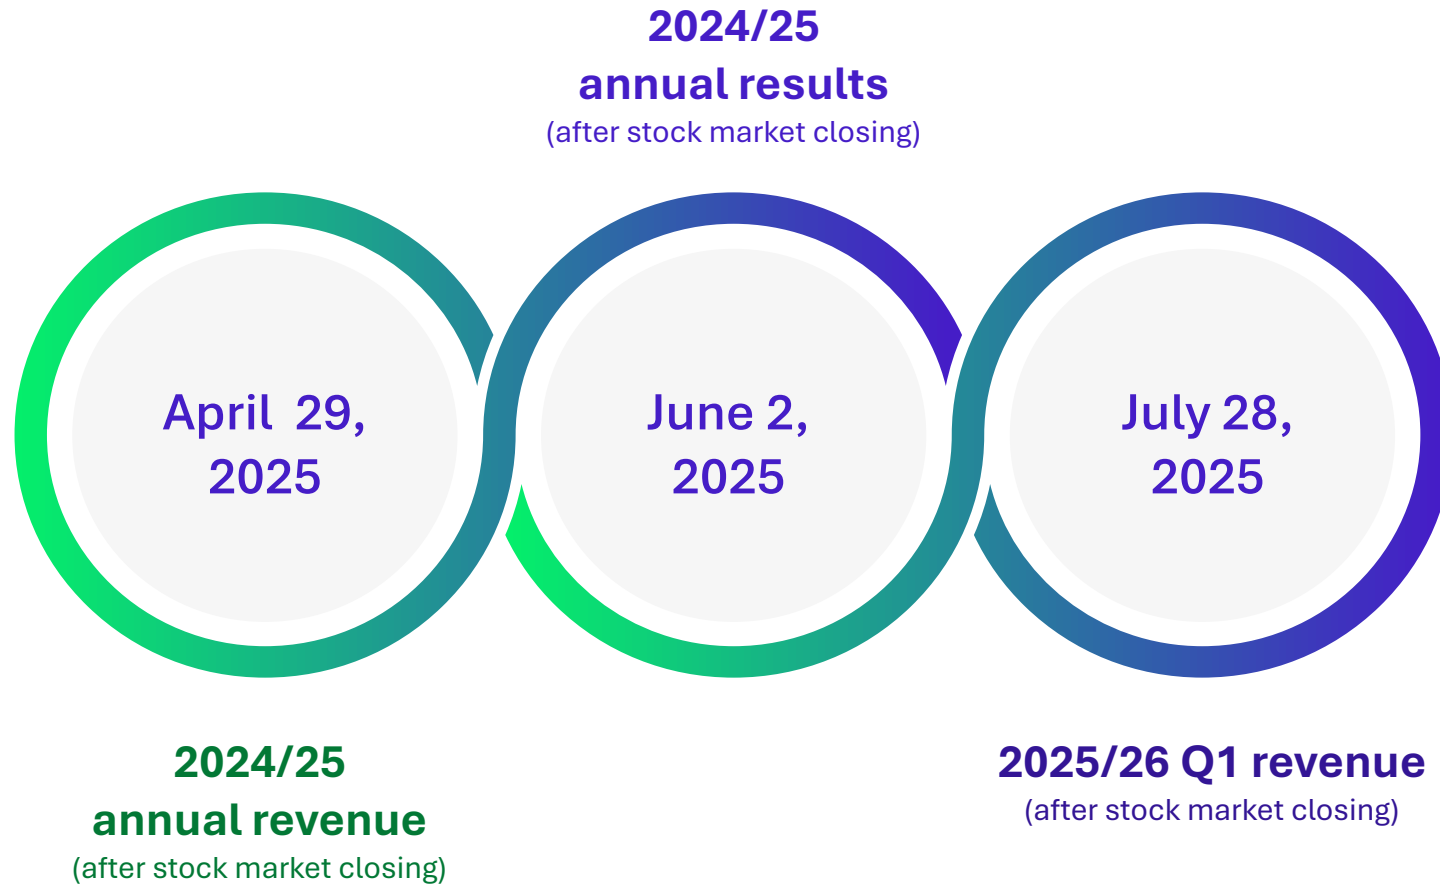 2024/25
annual results
(after stock market closing)
April 29,
2025
June 2,
2025
July 28,
2025
2024/25
annual revenue
(after stock market closing)
2025/26 Q1 revenue
(after stock market closing)